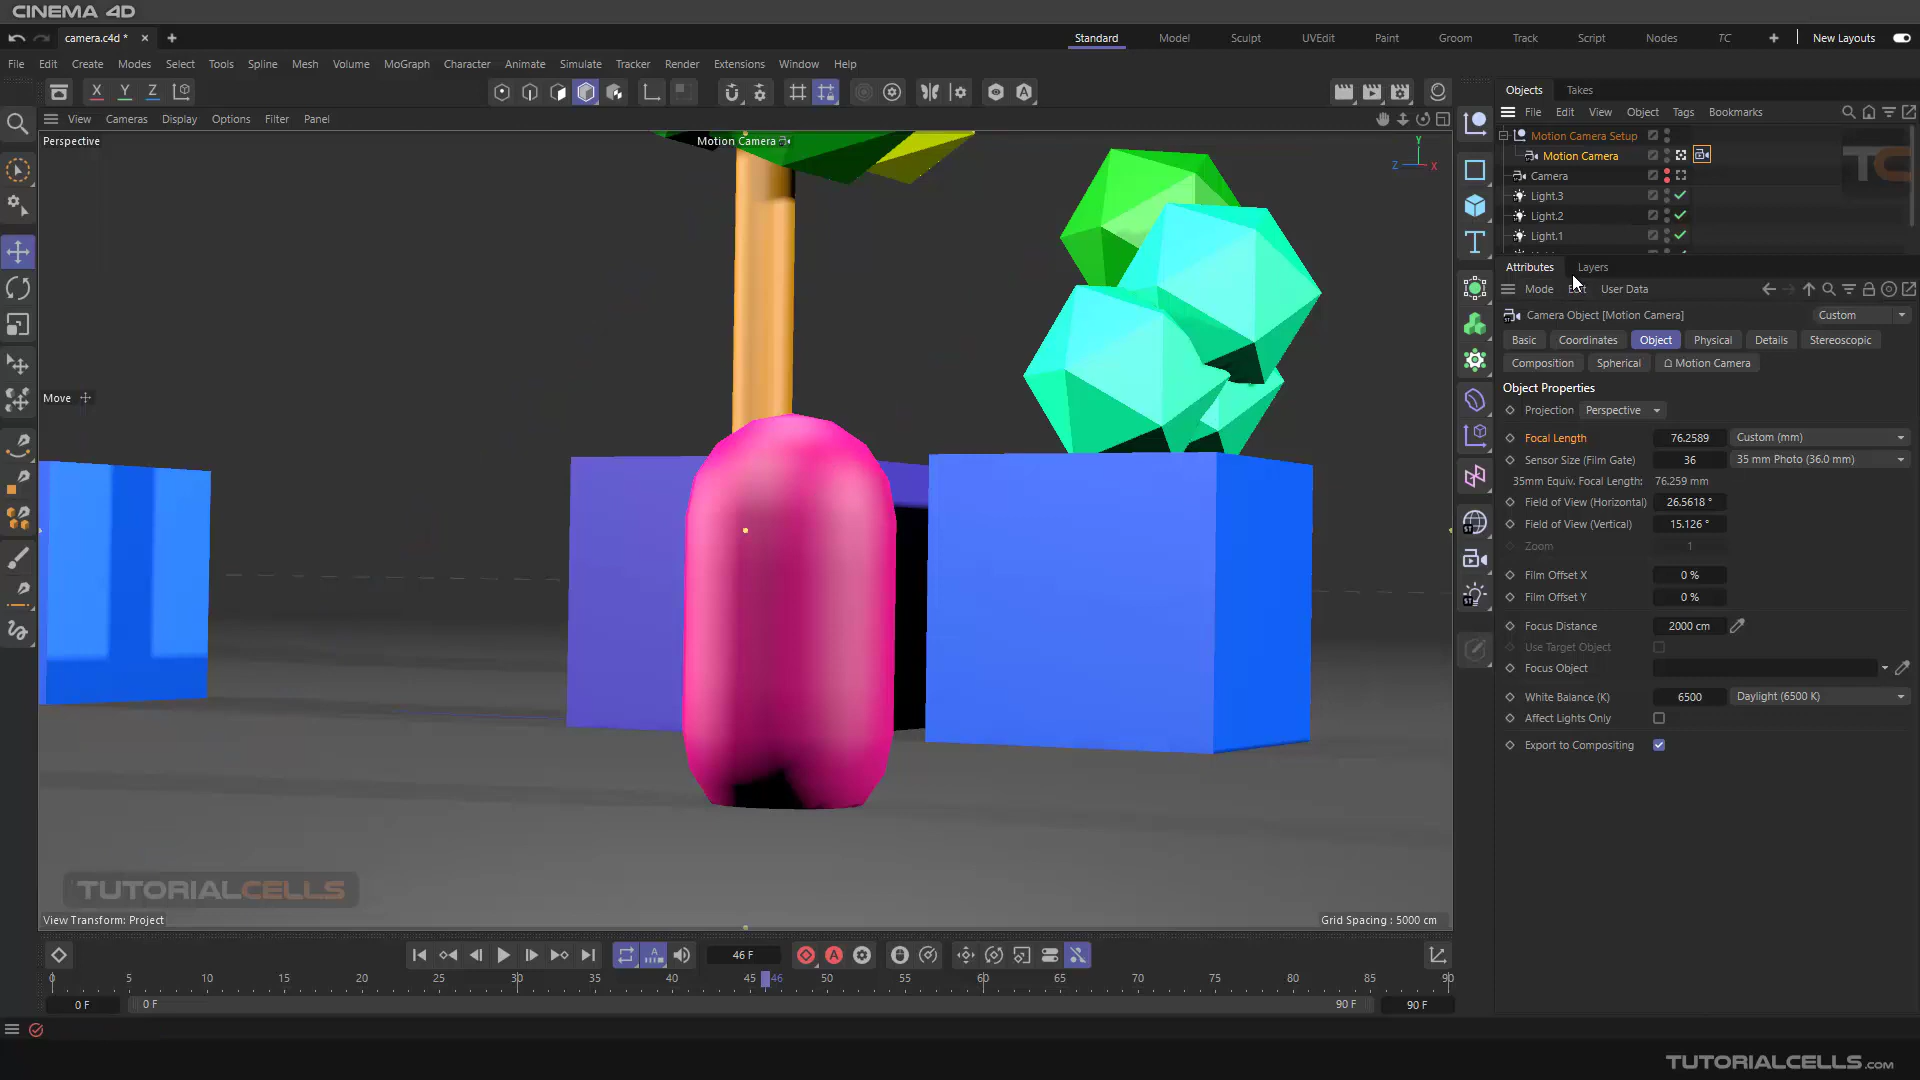 CINEMA 4D
camera.c4d *
Standard Model Sculpt UVEdit Paint Groom Track Script Nodes TC New Layouts
File Edit Create Modes Select Tools Spline Mesh Volume MoGraph Character Animate Simulate Tracker Render Extensions Window Help
X Y Z
Objects Takes
File Edit View Object Tags Bookmarks
View Cameras Display Options Filter Panel
Perspective
Motion Camera
Y
Z X
Motion Camera Setup
Motion Camera
Camera
Light.3
Light.2
Light.1
TC
Attributes Layers
Mode User Data
Camera Object [Motion Camera] Custom
Basic Coordinates Object Physical Details Stereoscopic
Composition Spherical Motion Camera
Object Properties
Projection Perspective
Move
Focal Length 76.2589 Custom (mm)
Sensor Size (Film Gate) 36 35 mm Photo (36.0 mm)
35mm Equiv. Focal Length: 76.259 mm
Field of View (Horizontal) 26.5618 °
Field of View (Vertical) 15.126 °
Zoom 1
Film Offset X 0 %
Film Offset Y 0 %
Focus Distance 2000 cm
Use Target Object
Focus Object
White Balance (K) 6500 Daylight (6500 K)
Affect Lights Only
Export to Compositing
TUTORIALCELLS
View Transform: Project
Grid Spacing : 5000 cm
46 F
0 5 10 15 20 25 30 35 40 45 46 50 55 60 65 70 75 80 85 90
0 F 0 F 90 F 90 F
TUTORIALCELLS.com